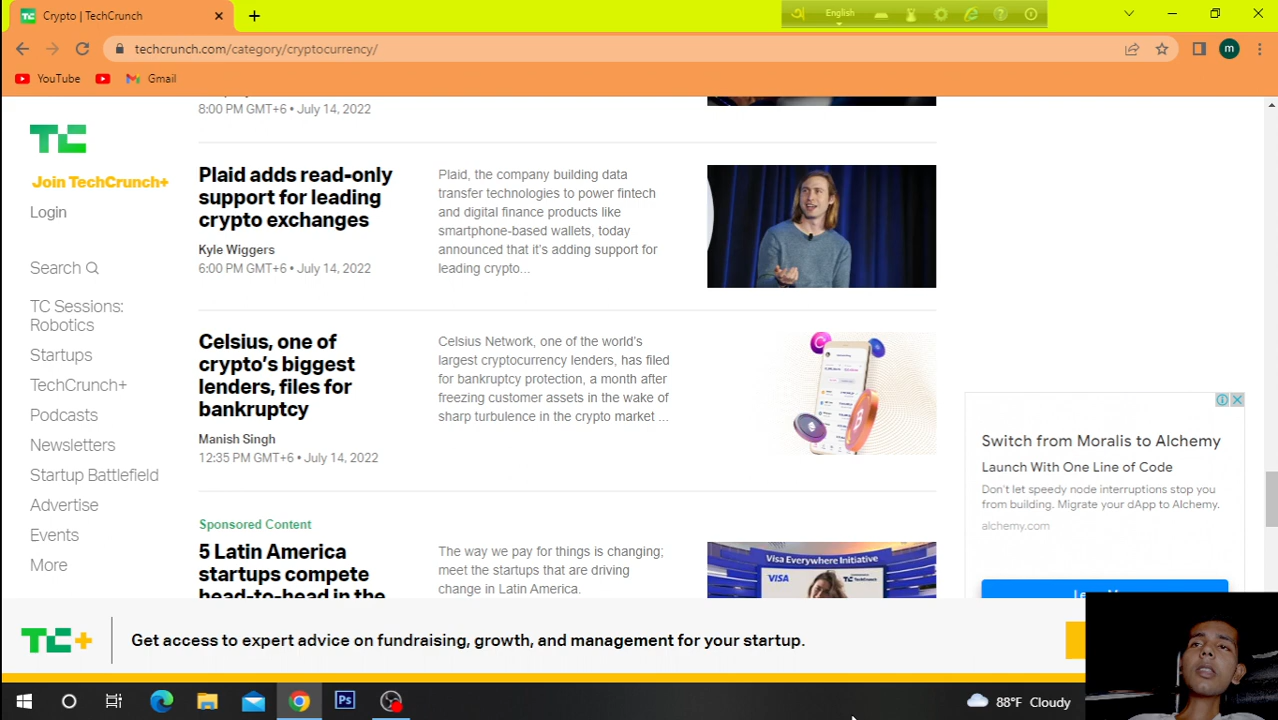 Crypto | TechCrunch
English
techcrunch.com/category/cryptocurrency/
m
YouTube
Gmail
8:00 PM GMT+6 • July 14, 2022
TC
Join TechCrunch+
Login
Search
TC Sessions:
Robotics
Startups
TechCrunch+
Podcasts
Newsletters
Startup Battlefield
Advertise
Events
More
Plaid adds read-only
support for leading
crypto exchanges
Kyle Wiggers
6:00 PM GMT+6 • July 14, 2022
Plaid, the company building data
transfer technologies to power fintech
and digital finance products like
smartphone-based wallets, today
announced that it's adding support for
leading crypto...
Celsius, one of
crypto's biggest
lenders, files for
bankruptcy
Manish Singh
12:35 PM GMT+6 • July 14, 2022
Celsius Network, one of the world's
largest cryptocurrency lenders, has filed
for bankruptcy protection, a month after
freezing customer assets in the wake of
sharp turbulence in the crypto market ...
Sponsored Content
5 Latin America
startups compete
head-to-head in the
The way we pay for things is changing;
meet the startups that are driving
change in Latin America.
Visa Everywhere Initiative
VISA
TechCrunch
Switch from Moralis to Alchemy
Launch With One Line of Code
Don't let speedy node interruptions stop you
from building. Migrate your dApp to Alchemy.
alchemy.com
TC+
Get access to expert advice on fundraising, growth, and management for your startup.
Ps
88°F Cloudy